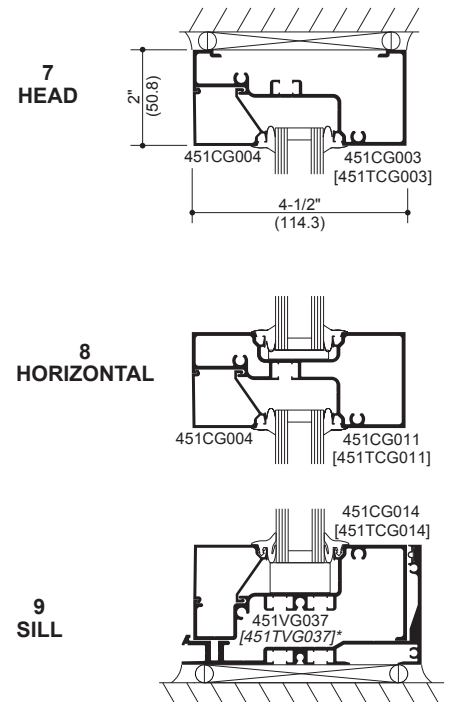 7
HEAD
2"
(50.8)
451CG004
451CG003
[451TCG003]
4-1/2"
(114.3)
8
HORIZONTAL
451CG004
451CG011
[451TCG011]
451CG014
[451TCG014]
9
SILL
451VG037
[451TVG037]*